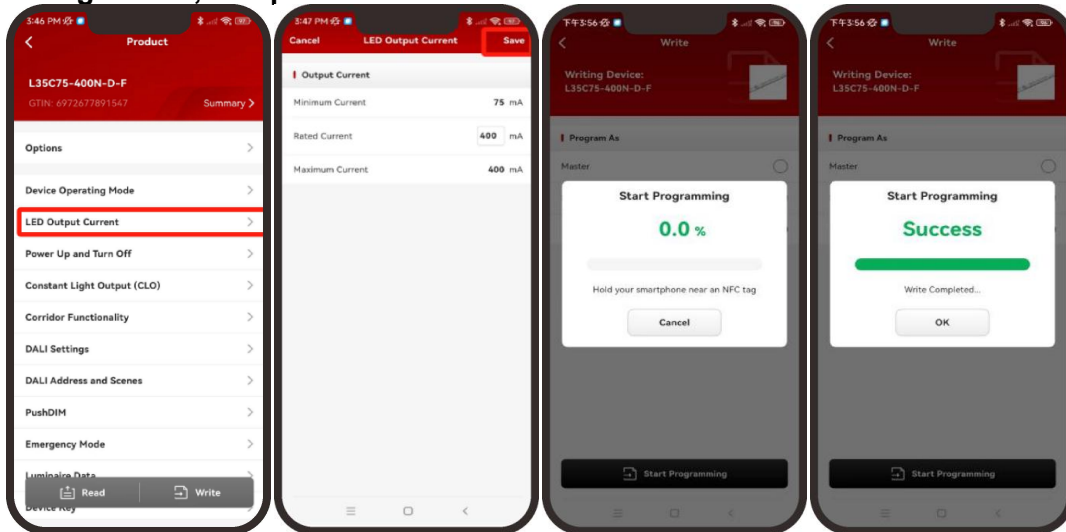 3:46 PM
Product
L35C75-400N-D-F
GTIN: 6972677891547
Summary >
Options
Device Operating Mode
LED Output Current
Power Up and Turn Off
Constant Light Output (CLO)
Corridor Functionality
DALI Settings
DALI Address and Scenes
PushDIM
Emergency Mode
Luminaire Data
Read
Write
Device Key
3:47 PM
Cancel
LED Output Current
Save
Output Current
Minimum Current
75 mA
Rated Current
400 mA
Maximum Current
400 mA
下午3:56
Write
Writing Device:
L35C75-400N-D-F
Program As
Master
Start Programming
0.0 %
Hold your smartphone near an NFC tag
Cancel
Start Programming
下午3:56
Write
Writing Device:
L35C75-400N-D-F
Program As
Master
Start Programming
Success
Write Completed...
OK
Start Programming